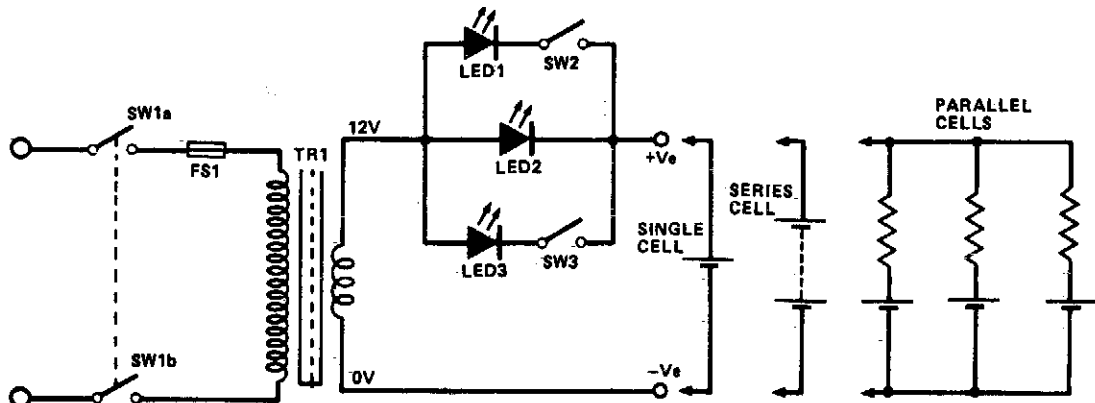 SW1a
FS1
TR1
SW1b
12V
0V
LED1
SW2
LED2
LED3
SW3
+Ve
-Ve
SINGLE
CELL
SERIES
CELL
PARALLEL
CELLS